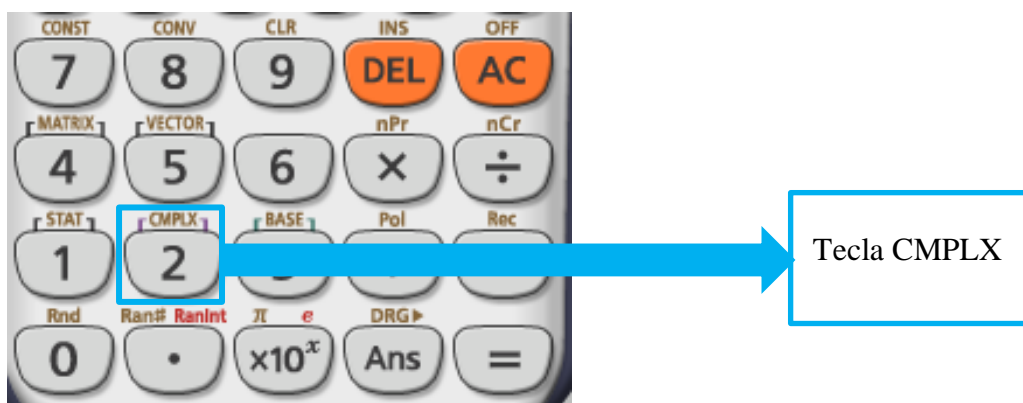 CONST CONV CLR INS OFF
7 8 9 DEL AC
MATRIX VECTOR nPr nCr
4 5 6 × ÷
STAT CMPLX BASE Pol Rec
1 2
Tecla CMPLX
Rnd Ran# RanInt π e DRG▶
0 · ×10ˣ Ans =